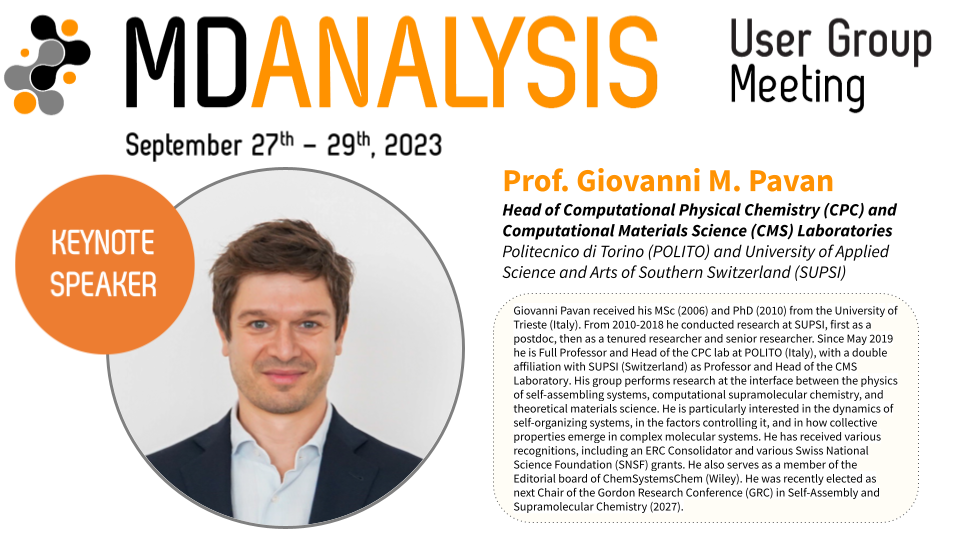 MDANALYSIS
User Group
Meeting
September 27th – 29th, 2023
KEYNOTE
SPEAKER
Prof. Giovanni M. Pavan
Head of Computational Physical Chemistry (CPC) and
Computational Materials Science (CMS) Laboratories
Politecnico di Torino (POLITO) and University of Applied
Science and Arts of Southern Switzerland (SUPSI)
Giovanni Pavan received his MSc (2006) and PhD (2010) from the University of
Trieste (Italy). From 2010-2018 he conducted research at SUPSI, first as a
postdoc, then as a tenured researcher and senior researcher. Since May 2019
he is Full Professor and Head of the CPC lab at POLITO (Italy), with a double
affiliation with SUPSI (Switzerland) as Professor and Head of the CMS
Laboratory. His group performs research at the interface between the physics
of self-assembling systems, computational supramolecular chemistry, and
theoretical materials science. He is particularly interested in the dynamics of
self-organizing systems, in the factors controlling it, and in how collective
properties emerge in complex molecular systems. He has received various
recognitions, including an ERC Consolidator and various Swiss National
Science Foundation (SNSF) grants. He also serves as a member of the
Editorial board of ChemSystemsChem (Wiley). He was recently elected as
next Chair of the Gordon Research Conference (GRC) in Self-Assembly and
Supramolecular Chemistry (2027).